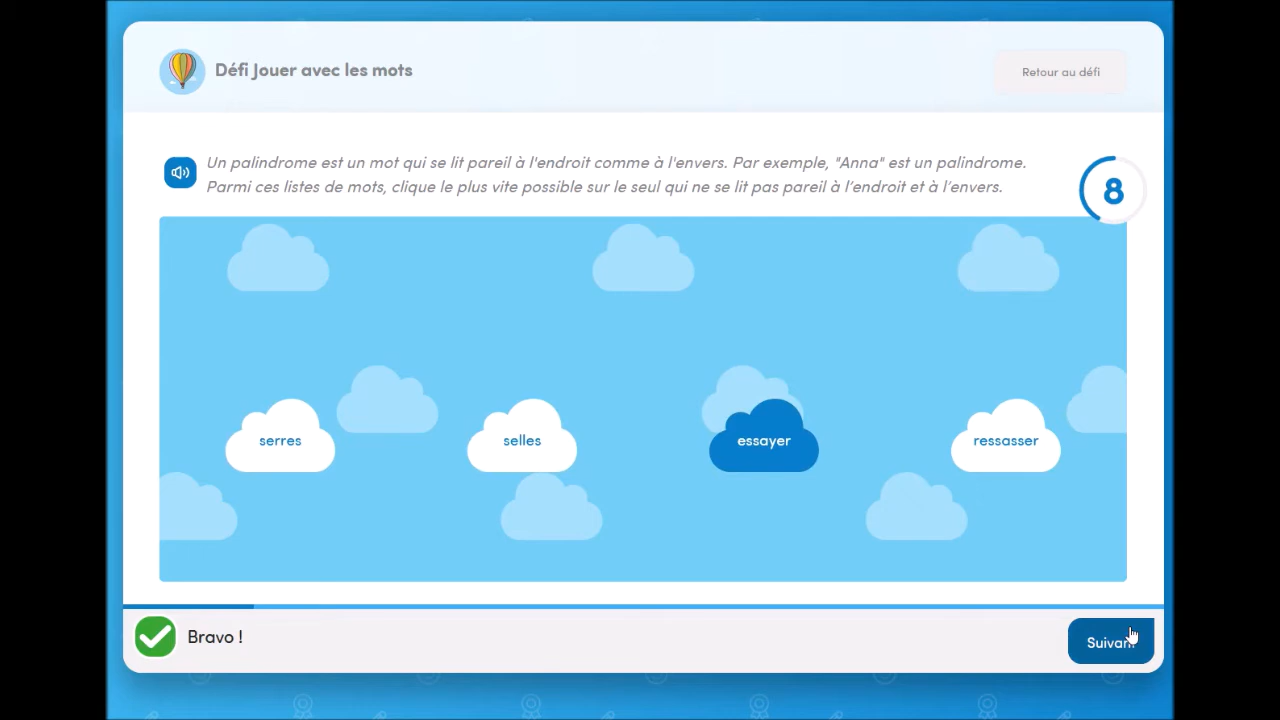 Défi Jouer avec les mots
Retour au défi
Un palindrome est un mot qui se lit pareil à l'endroit comme à l'envers. Par exemple, "Anna" est un palindrome.
Parmi ces listes de mots, clique le plus vite possible sur le seul qui ne se lit pas pareil à l’endroit et à l’envers.
8
serres
selles
essayer
ressasser
Bravo !
Suivant